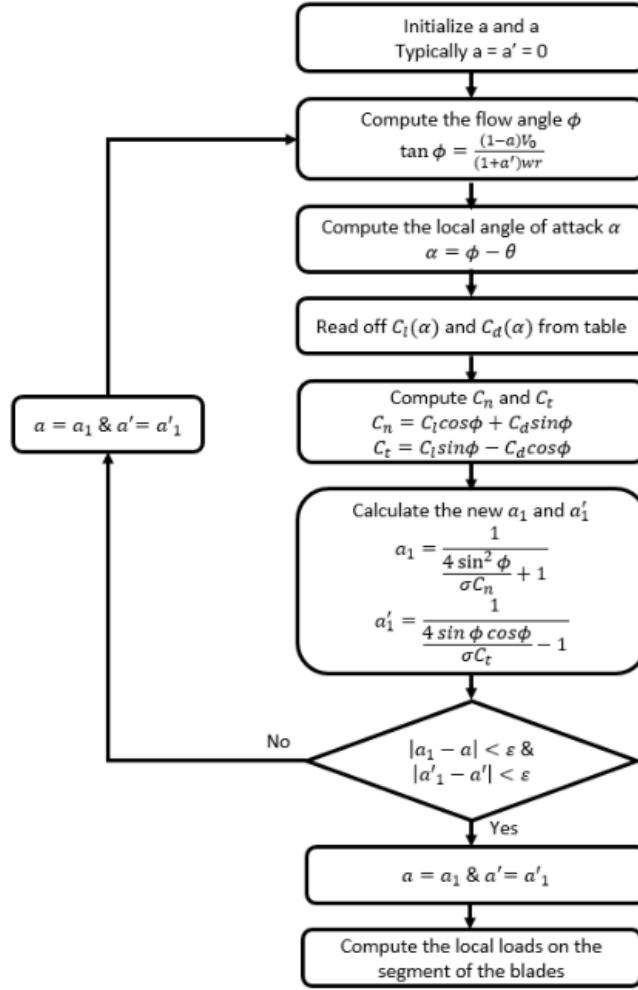 Initialize a and a
Typically a = a′ = 0
Compute the flow angle ϕ
tan ϕ = (1−a)V₀ / (1+a′)wr
Compute the local angle of attack α
α = ϕ − θ
Read off C_l(α) and C_d(α) from table
Compute C_n and C_t
C_n = C_l cosϕ + C_d sinϕ
C_t = C_l sinϕ − C_d cosϕ
Calculate the new a₁ and a′₁
a₁ = 1 / (4 sin² ϕ / σC_n + 1)
a′₁ = 1 / (4 sin ϕ cosϕ / σC_t − 1)
|a₁ − a| < ε &
|a′₁ − a′| < ε
No
a = a₁ & a′ = a′₁
Yes
a = a₁ & a′ = a′₁
Compute the local loads on the
segment of the blades